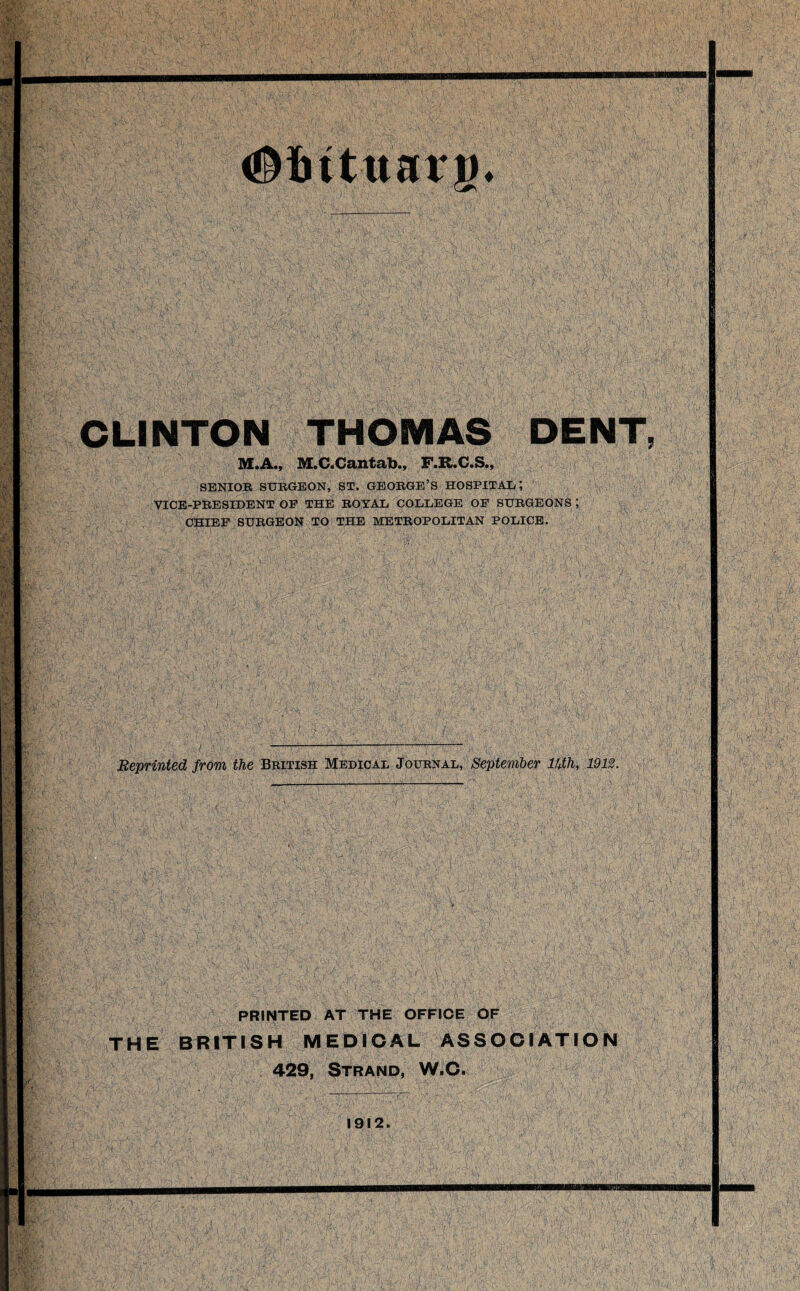 Obituary.
CLINTON THOMAS DENT,
M.A., M.C.Cantab., F.R.C.S.,
SENIOR SURGEON, ST. GEORGE'S HOSPITAL;
VICE-PRESIDENT OF THE ROYAL COLLEGE OF SURGEONS;
CHIEF SURGEON TO THE METROPOLITAN POLICE.
Reprinted from the BRITISH MEDICAL JOURNAL, September 14th, 1912.
PRINTED AT THE OFFICE OF
THE BRITISH MEDICAL ASSOCIATION
429, STRAND, W.C.
1912.